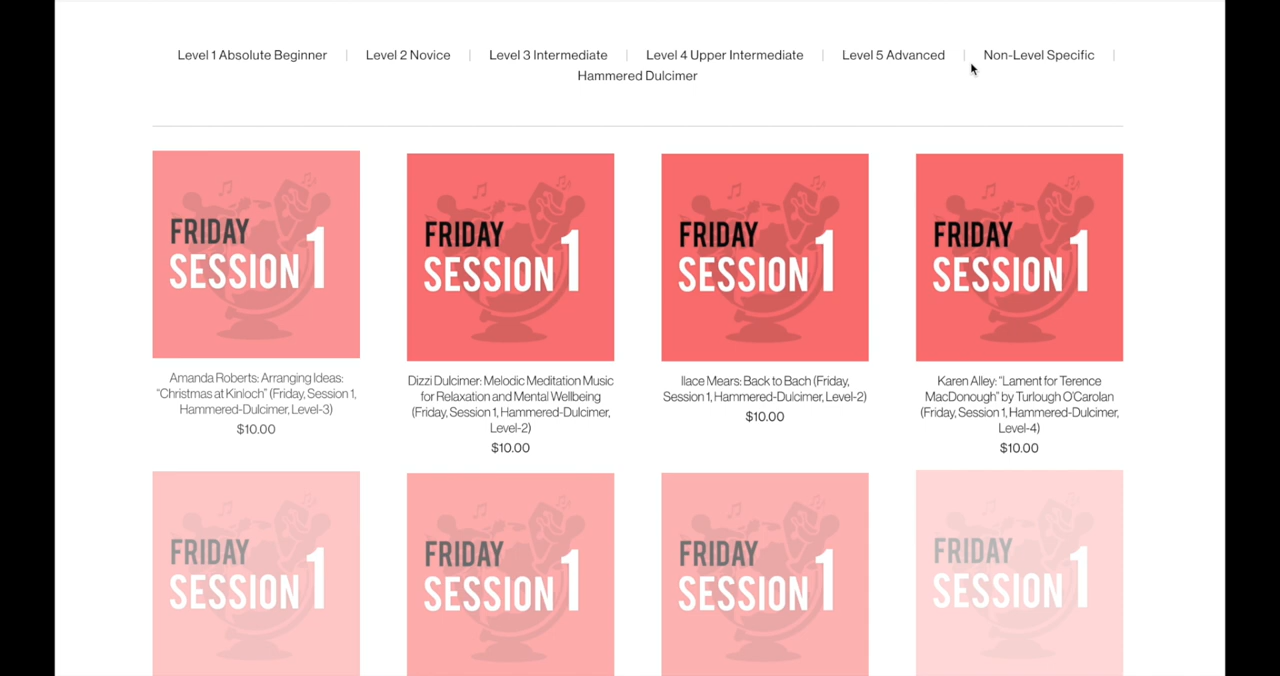 Level 1 Absolute Beginner | Level 2 Novice | Level 3 Intermediate | Level 4 Upper Intermediate | Level 5 Advanced | Non-Level Specific |
Hammered Dulcimer
FRIDAY
SESSION 1
FRIDAY
SESSION 1
FRIDAY
SESSION 1
FRIDAY
SESSION 1
Amanda Roberts: Arranging Ideas:
“Christmas at Kinloch” (Friday, Session 1,
Hammered-Dulcimer, Level-3)
$10.00
Dizzi Dulcimer: Melodic Meditation Music
for Relaxation and Mental Wellbeing
(Friday, Session 1, Hammered-Dulcimer,
Level-2)
$10.00
Ilace Mears: Back to Bach (Friday,
Session 1, Hammered-Dulcimer, Level-2)
$10.00
Karen Alley: “Lament for Terence
MacDonough” by Turlough O’Carolan
(Friday, Session 1, Hammered-Dulcimer,
Level-4)
$10.00
FRIDAY
SESSION 1
FRIDAY
SESSION 1
FRIDAY
SESSION 1
FRIDAY
SESSION 1